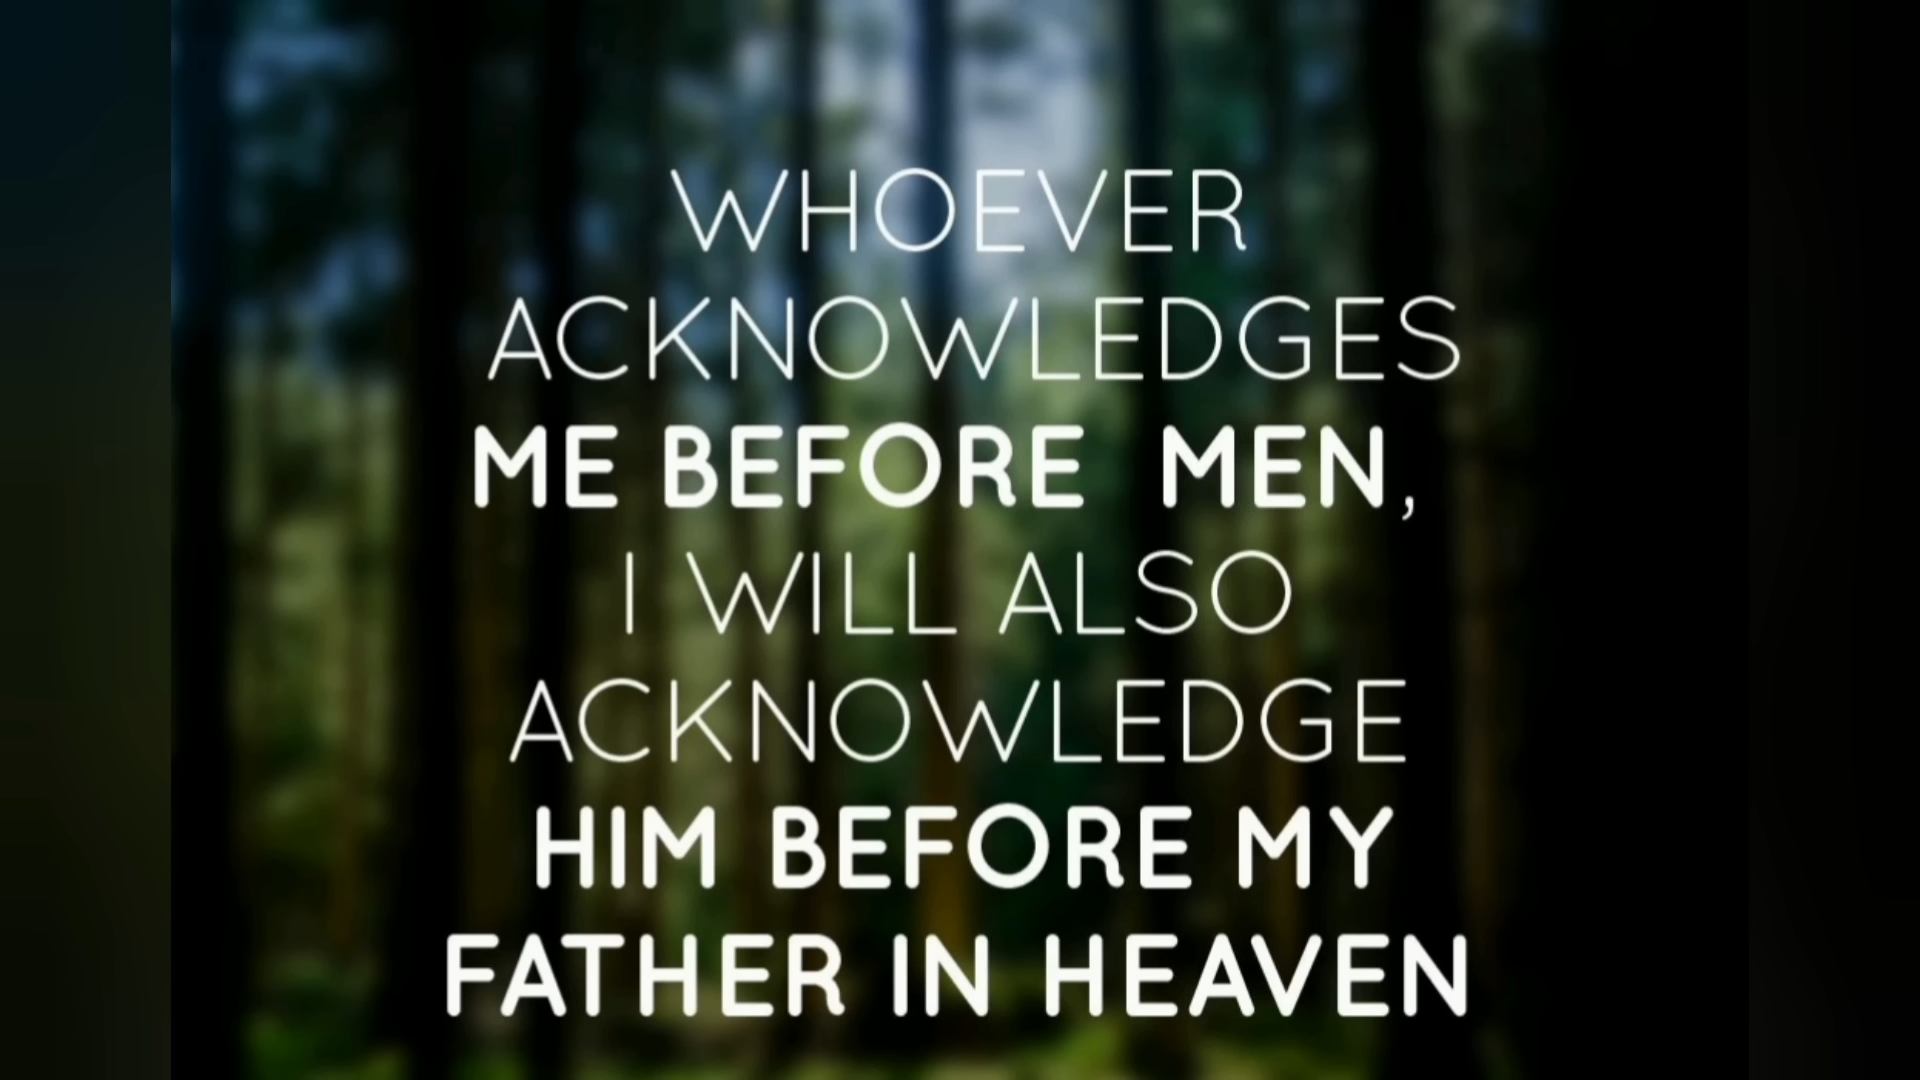 WHOEVER
ACKNOWLEDGES
ME BEFORE MEN,
I WILL ALSO
ACKNOWLEDGE
HIM BEFORE MY
FATHER IN HEAVEN